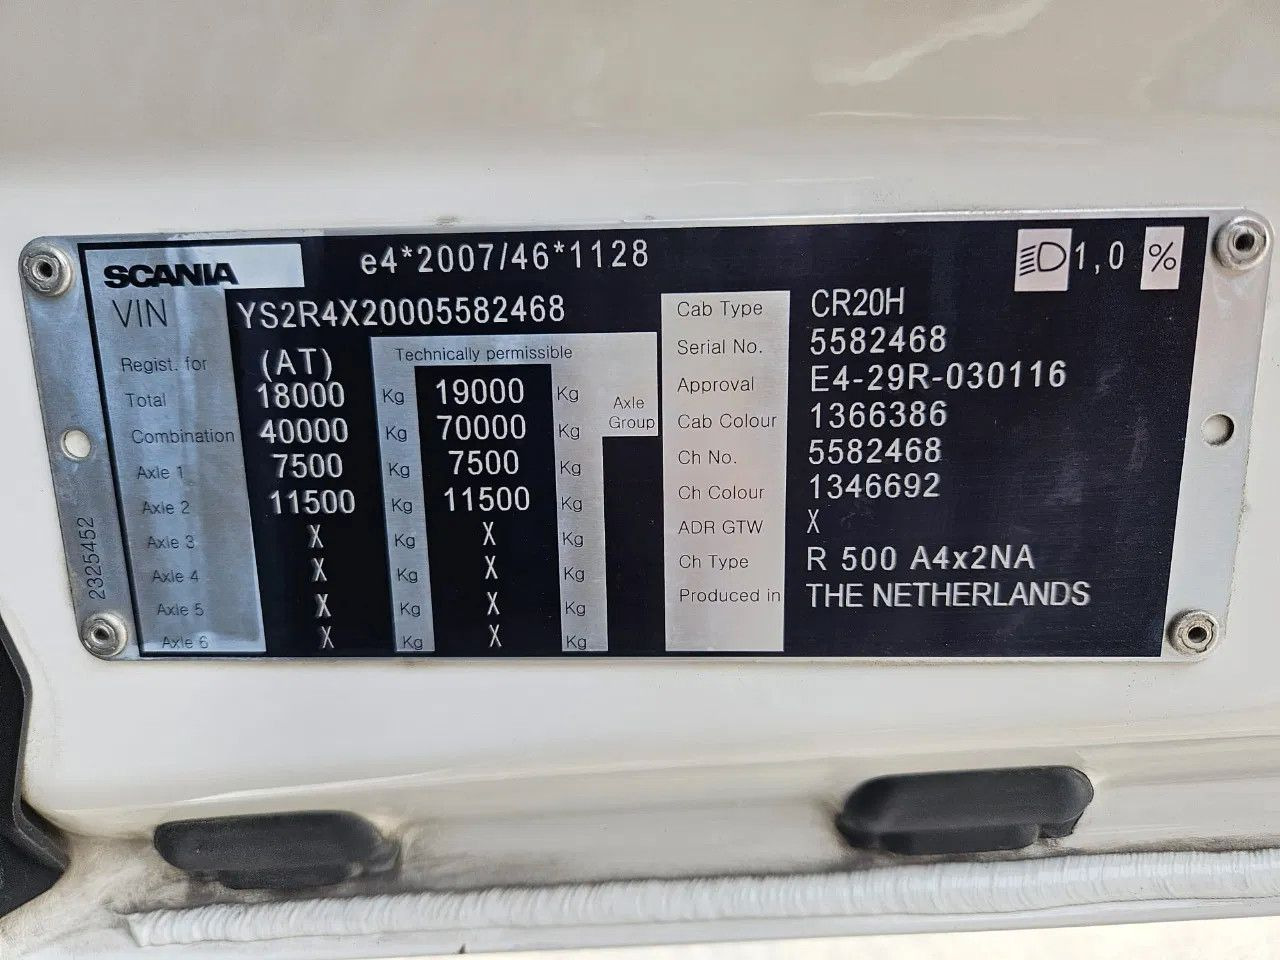 SCANIA e4*2007/46*1128 1,0 %
VIN YS2R4X20005582468
Regist. for (AT) Technically permissible
Total 18000 Kg 19000 Kg Axle Group
Combination 40000 Kg 70000 Kg
Axle 1 7500 Kg 7500 Kg
Axle 2 11500 Kg 11500 Kg
Axle 3 X Kg X Kg
Axle 4 X Kg X Kg
Axle 5 X Kg X Kg
Axle 6 X Kg X Kg
Cab Type CR20H
Serial No. 5582468
Approval E4-29R-030116
Cab Colour 1366386
Ch No. 5582468
Ch Colour 1346692
ADR GTW X
Ch Type R 500 A4x2NA
Produced in THE NETHERLANDS
2325452